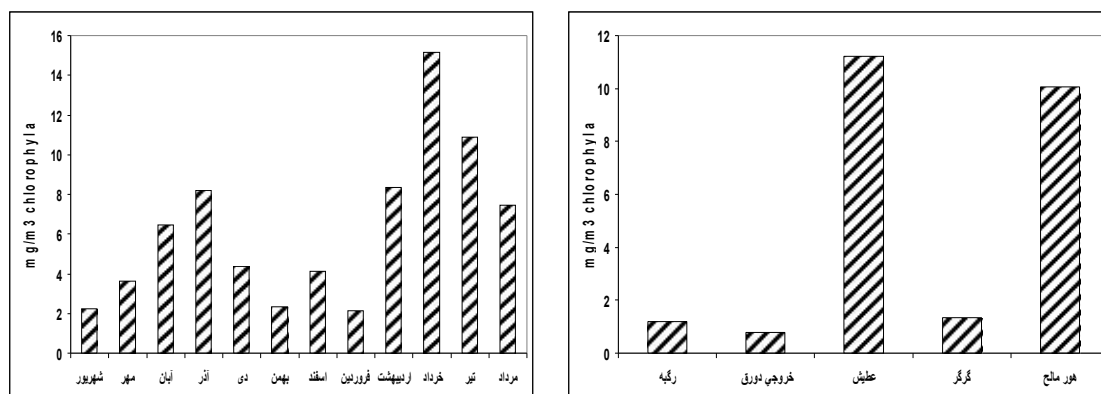 mg/m3 chlorophyla
16
14
12
10
8
6
4
2
0
شهریور
مهر
آبان
آذر
دی
بهمن
اسفند
فروردین
اردیبهشت
خرداد
تیر
مرداد
mg/m3 chlorophyla
12
10
8
6
4
2
0
رگبه
خروجي دورق
عطیش
گرگر
هور مالح